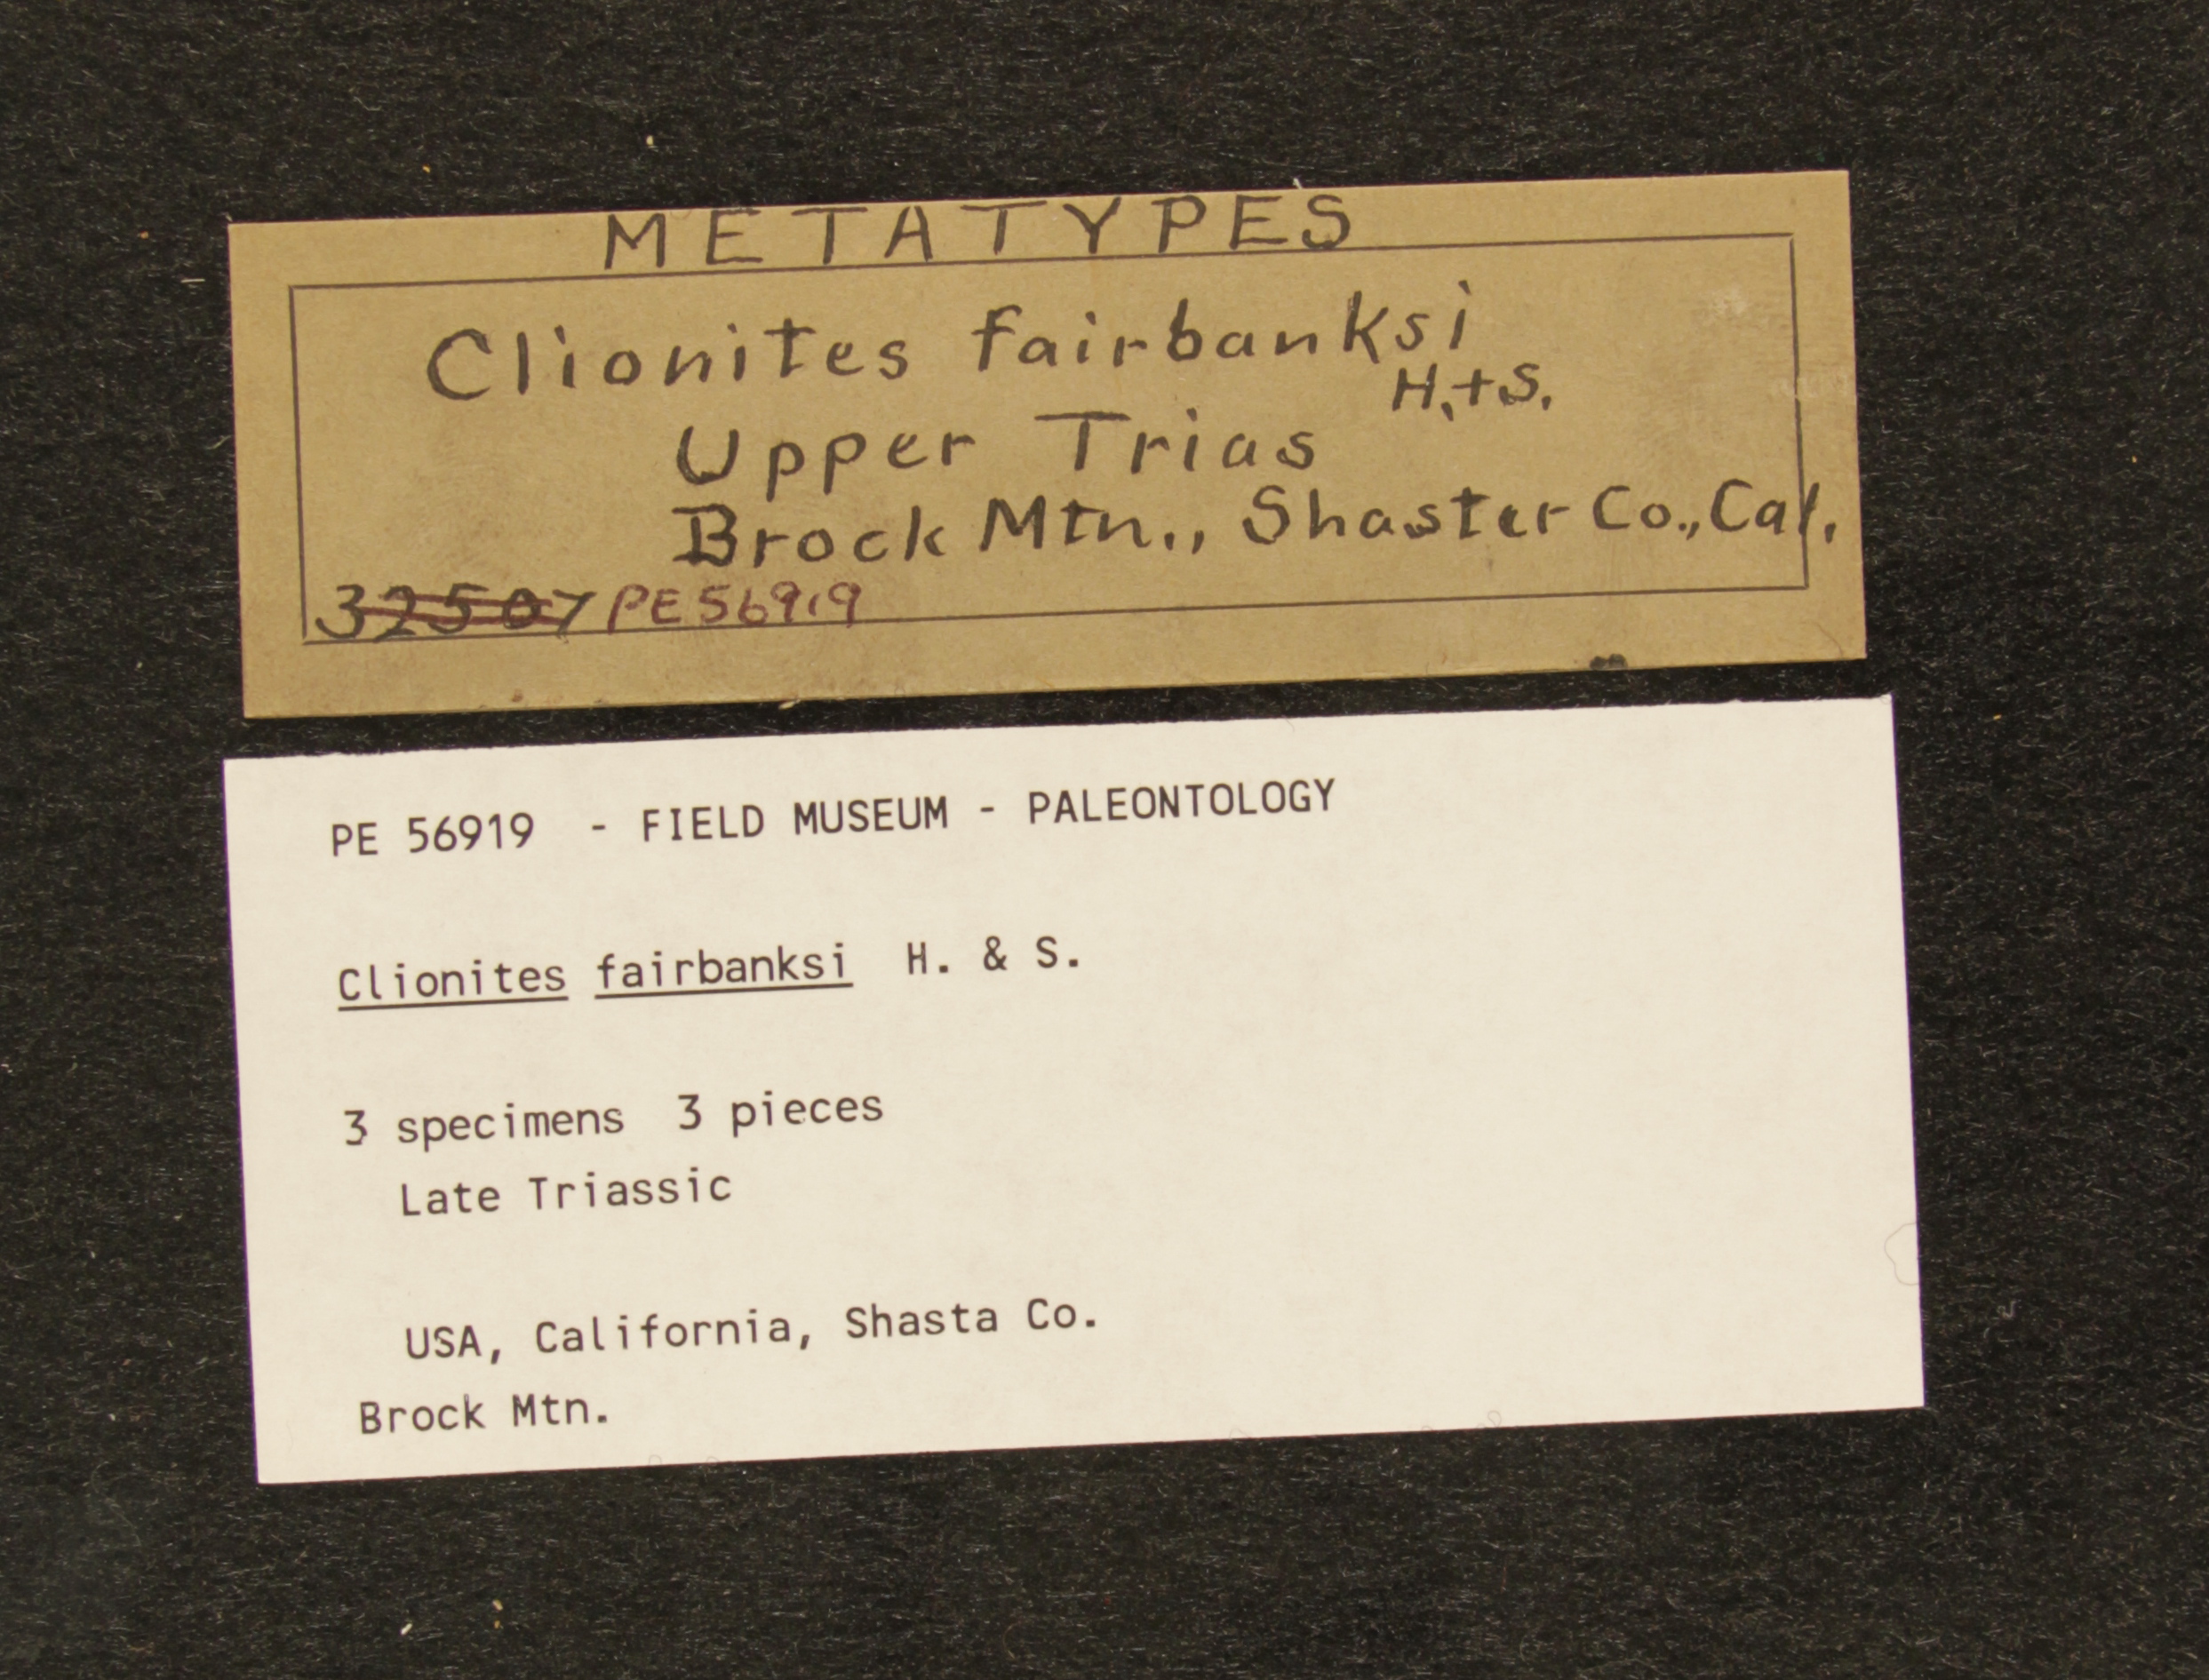 METATYPES
Clionites fairbanksi
H.+S.
Upper Trias
Brock Mtn., Shaster Co., Cal.
32507 PE56919
PE 56919 - FIELD MUSEUM - PALEONTOLOGY
Clionites fairbanksi H. & S.
3 specimens 3 pieces
Late Triassic
USA, California, Shasta Co.
Brock Mtn.